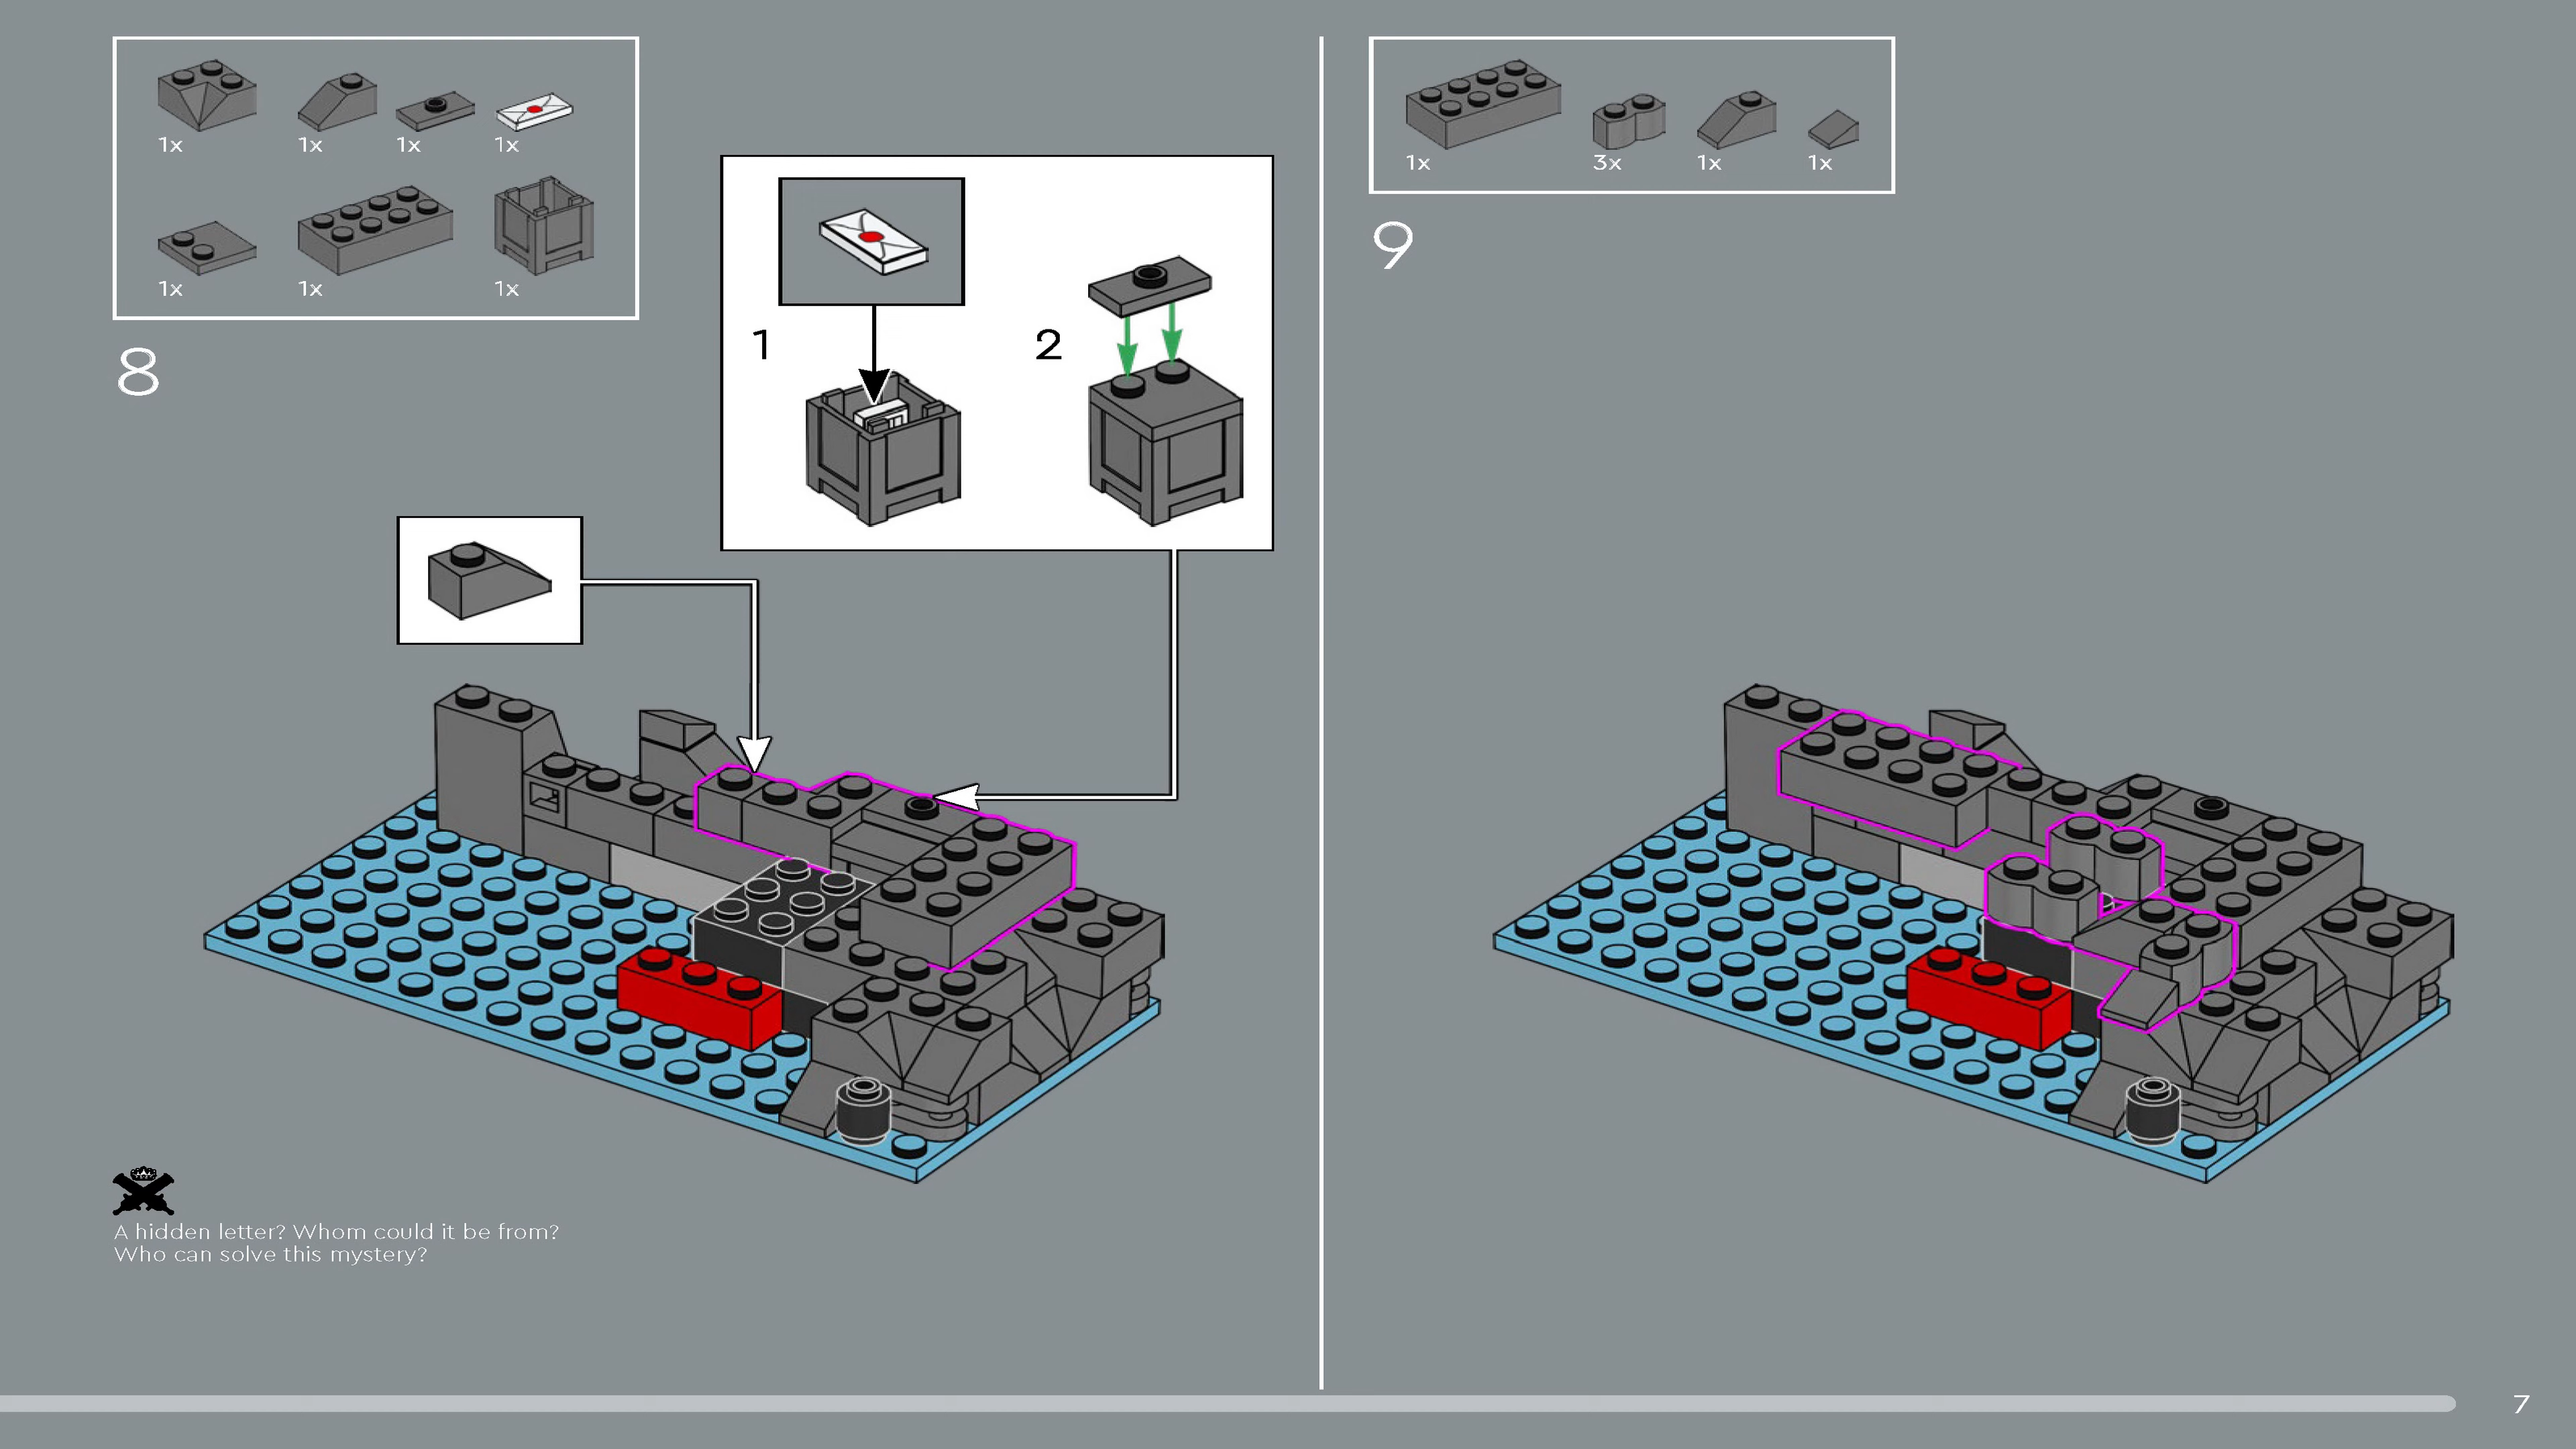 1x 1x 1x 1x
1x 1x 1x
8
1
2
A hidden letter? Whom could it be from?
Who can solve this mystery?
1x 3x 1x 1x
9
7